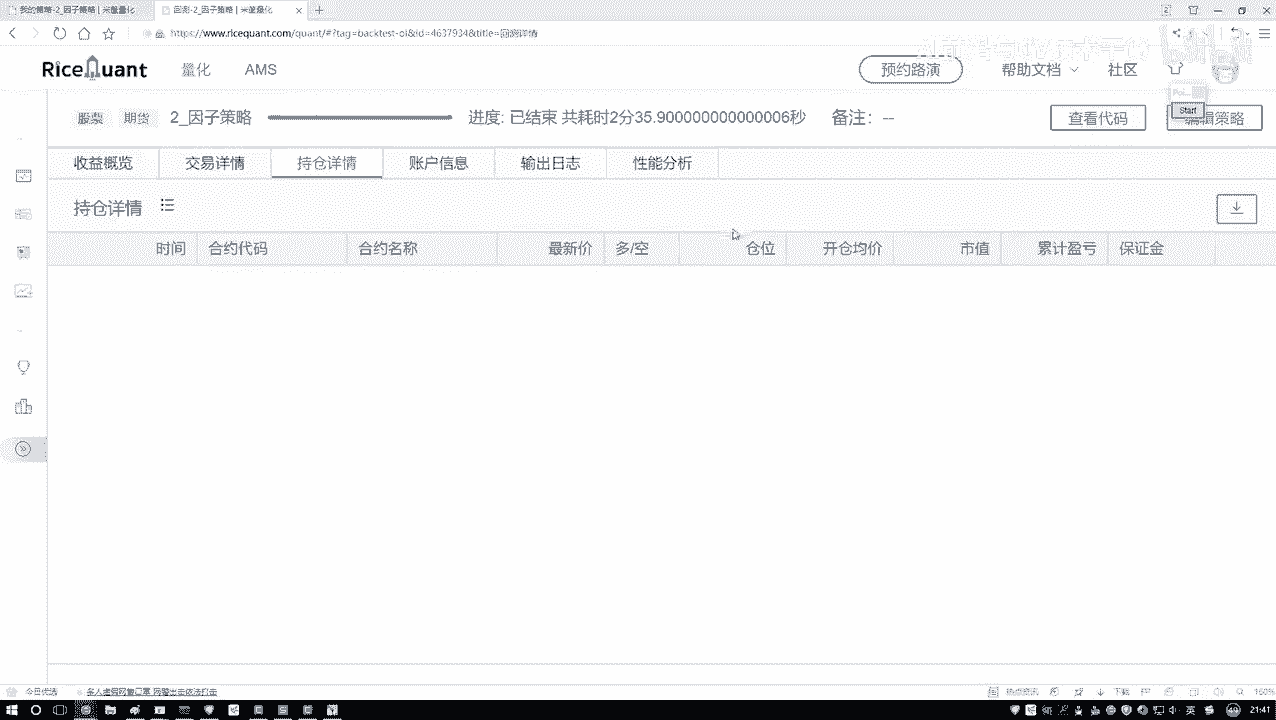 我的策略-2_因子策略 | 米筐量化
回测-2_因子策略 | 米筐量化
https://www.ricequant.com/quant/#?tag=backtest-oi&id=4637924&title=回测详情
RiceQuant 量化 AMS 预约路演 帮助文档 社区
股票 期货 2_因子策略 进度: 已结束 共耗时2分35.900000000000006秒 备注: -- 查看代码 编辑策略
Start
收益概览 交易详情 持仓详情 账户信息 输出日志 性能分析
持仓详情
时间 合约代码 合约名称 最新价 多/空 仓位 开仓均价 市值 累计盈亏 保证金
今日优选
160%
英 21:41